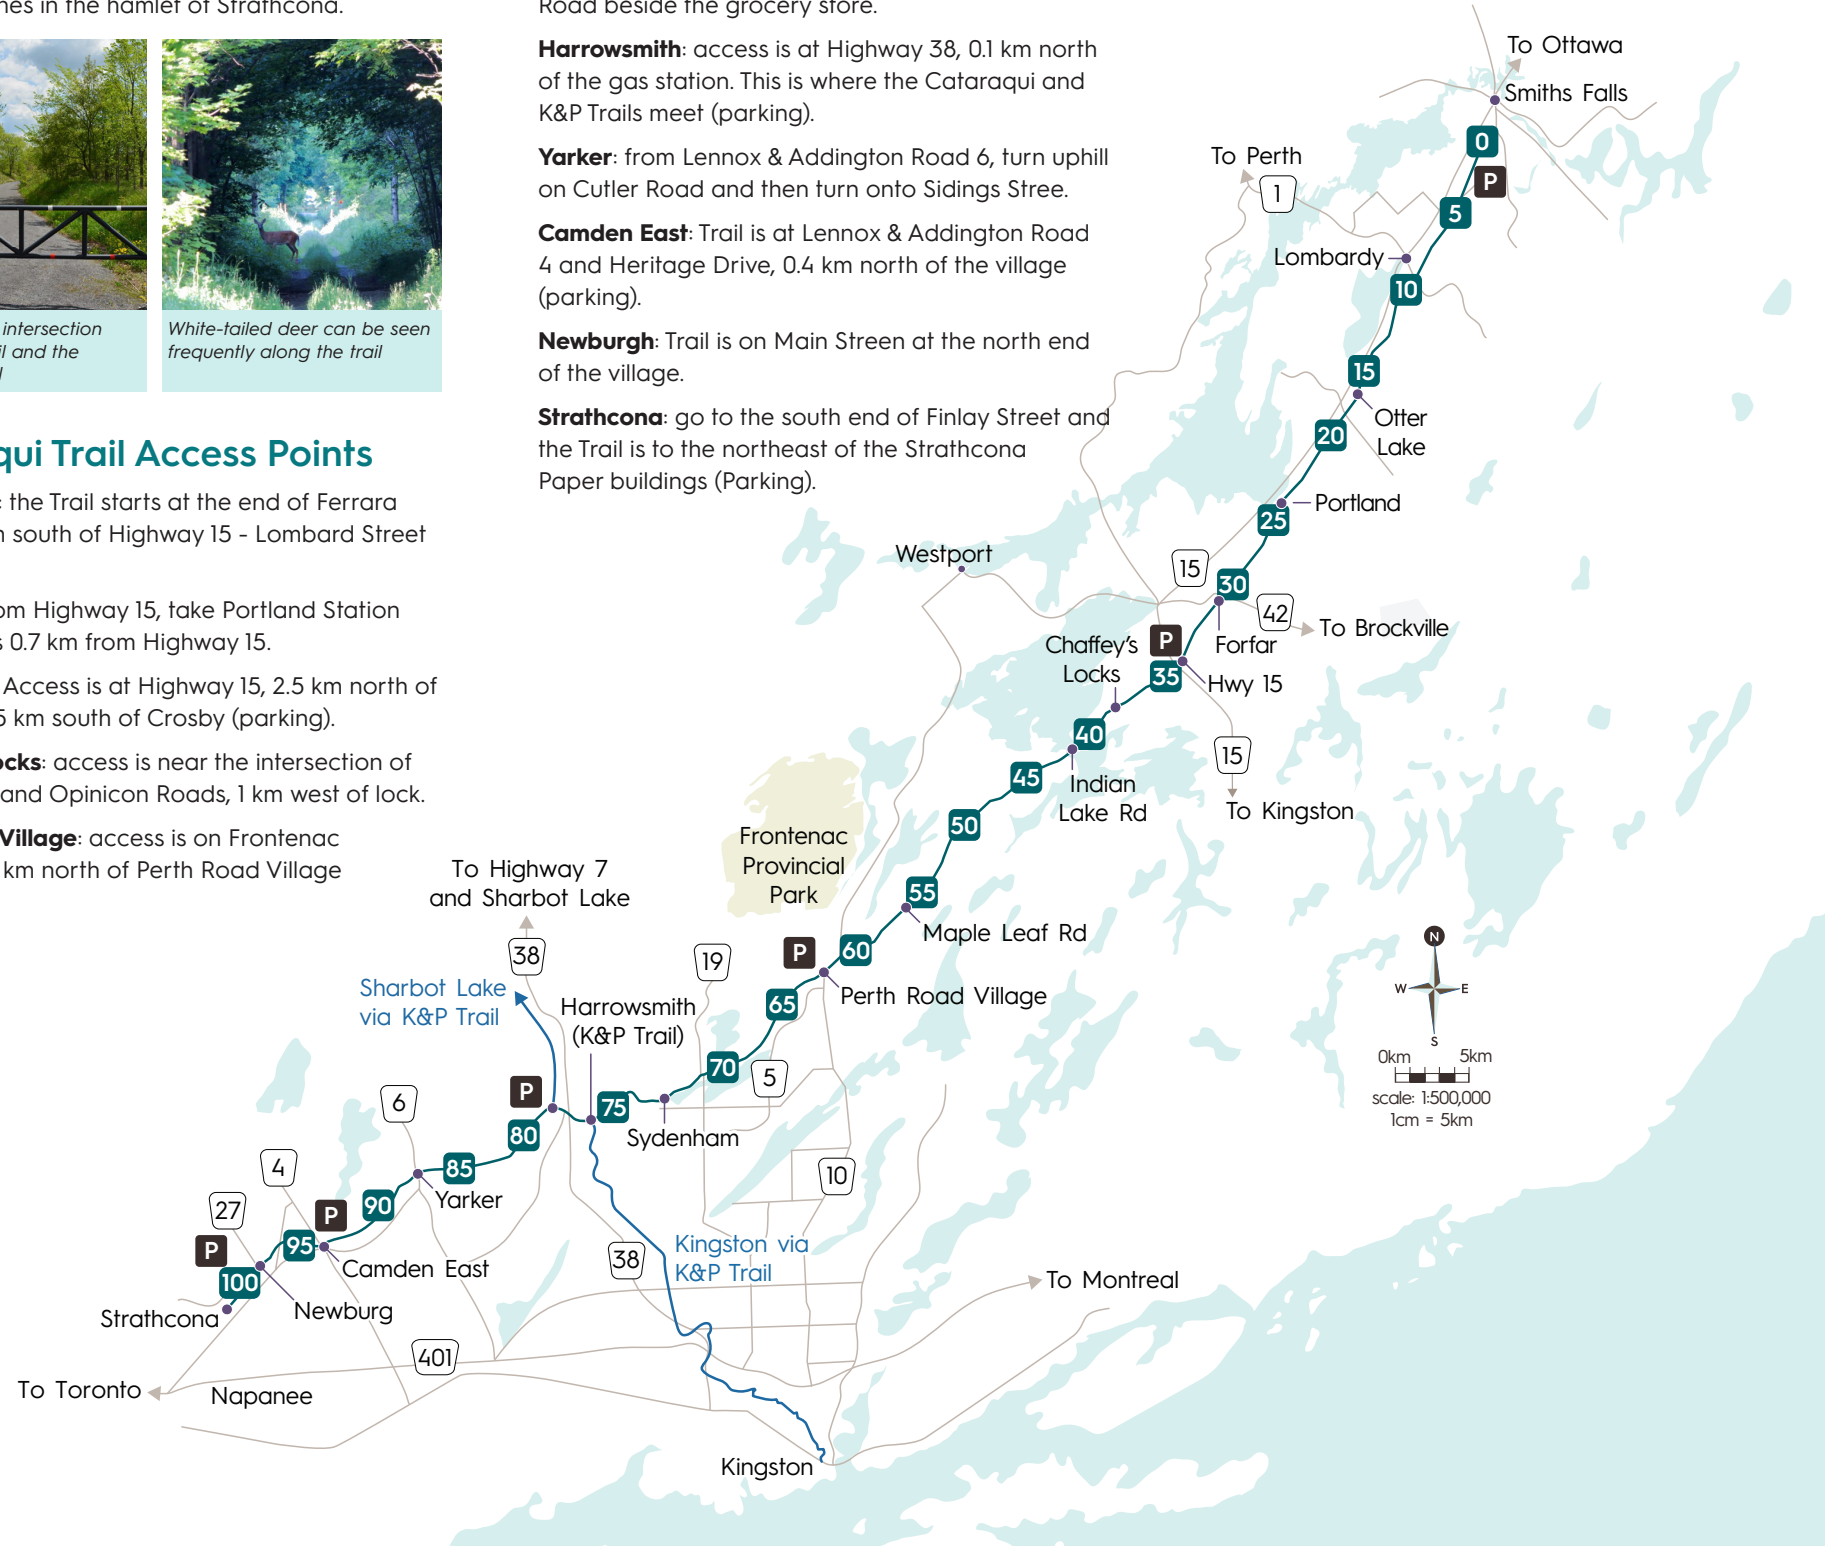 nes in the hamlet of Strathcona.
intersection
il and the
White-tailed deer can be seen
frequently along the trail
qui Trail Access Points
: the Trail starts at the end of Ferrara
south of Highway 15 - Lombard Street
om Highway 15, take Portland Station
s 0.7 km from Highway 15.
Access is at Highway 15, 2.5 km north of
5 km south of Crosby (parking).
ocks: access is near the intersection of
and Opinicon Roads, 1 km west of lock.
Village: access is on Frontenac
km north of Perth Road Village
Road beside the grocery store.
Harrowsmith: access is at Highway 38, 0.1 km north
of the gas station. This is where the Cataraqui and
K&P Trails meet (parking).
Yarker: from Lennox & Addington Road 6, turn uphill
on Cutler Road and then turn onto Sidings Stree.
Camden East: Trail is at Lennox & Addington Road
4 and Heritage Drive, 0.4 km north of the village
(parking).
Newburgh: Trail is on Main Streen at the north end
of the village.
Strathcona: go to the south end of Finlay Street and
the Trail is to the northeast of the Strathcona
Paper buildings (Parking).
To Ottawa
Smiths Falls
0
P
To Perth
1
5
Lombardy
10
15
Otter
Lake
20
Portland
25
Westport
15
30
42
To Brockville
Forfar
P
Chaffey's
Locks
35
Hwy 15
40
15
To Kingston
45
Indian
Lake Rd
50
Frontenac
Provincial
Park
55
Maple Leaf Rd
60
P
Perth Road Village
To Highway 7
and Sharbot Lake
38
19
65
Sharbot Lake
via K&P Trail
Harrowsmith
(K&P Trail)
70
5
P
75
Sydenham
80
6
85
4
Yarker
10
90
27
P
P
95
Camden East
100
Newburg
Strathcona
38
Kingston via
K&P Trail
To Montreal
401
To Toronto
Napanee
Kingston
N
W
E
S
0km 5km
scale: 1:500,000
1cm = 5km